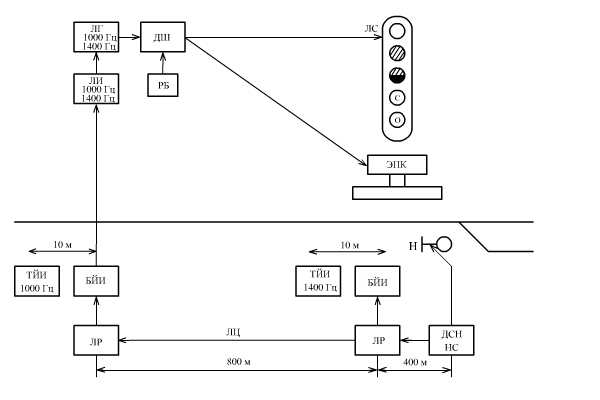 ЛГ
1000 Гц
1400 Гц
ДШ
ЛС
ЛИ
1000 Гц
1400 Гц
РБ
С
О
ЭПК
10 м
10 м
Н
ТЙИ
1000 Гц
БЙИ
ТЙИ
1400 Гц
БЙИ
ЛР
ЛЦ
ЛР
ДСН
НС
800 м
400 м